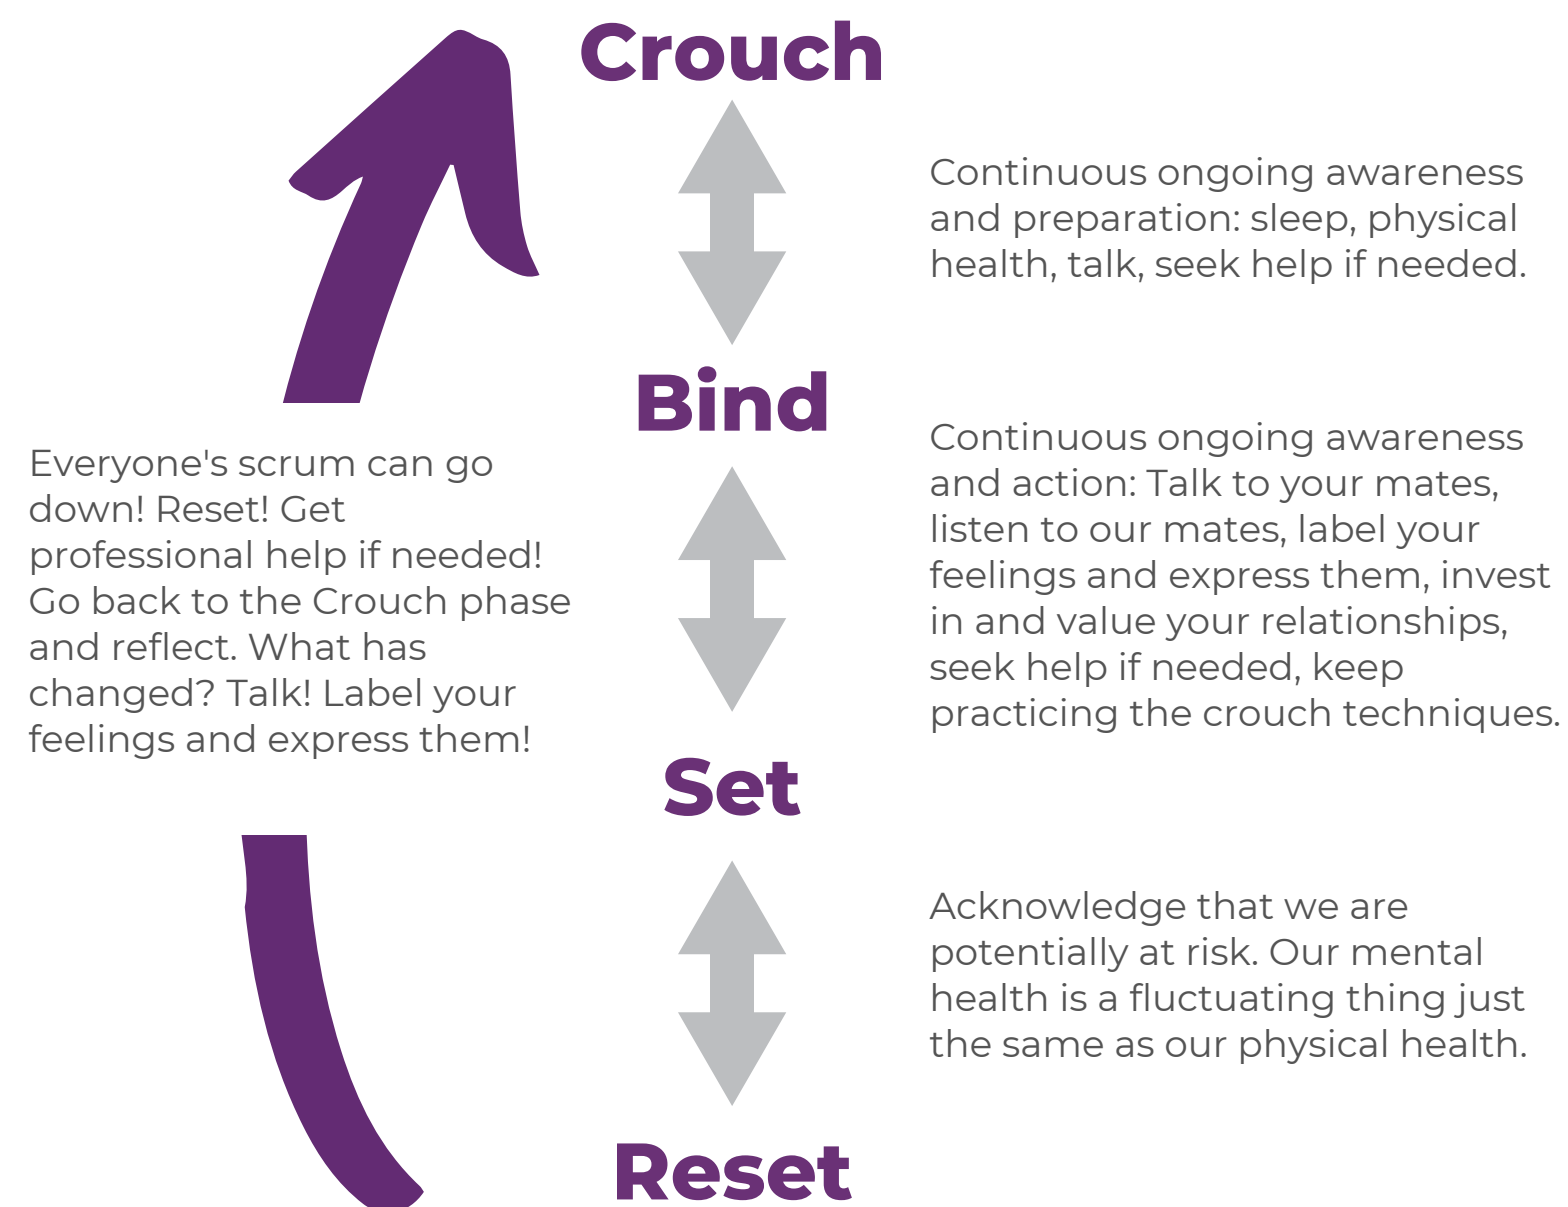 Crouch
Continuous ongoing awareness
and preparation: sleep, physical
health, talk, seek help if needed.
Bind
Continuous ongoing awareness
and action: Talk to your mates,
listen to our mates, label your
feelings and express them, invest
in and value your relationships,
seek help if needed, keep
practicing the crouch techniques.
Everyone's scrum can go
down! Reset! Get
professional help if needed!
Go back to the Crouch phase
and reflect. What has
changed? Talk! Label your
feelings and express them!
Set
Acknowledge that we are
potentially at risk. Our mental
health is a fluctuating thing just
the same as our physical health.
Reset